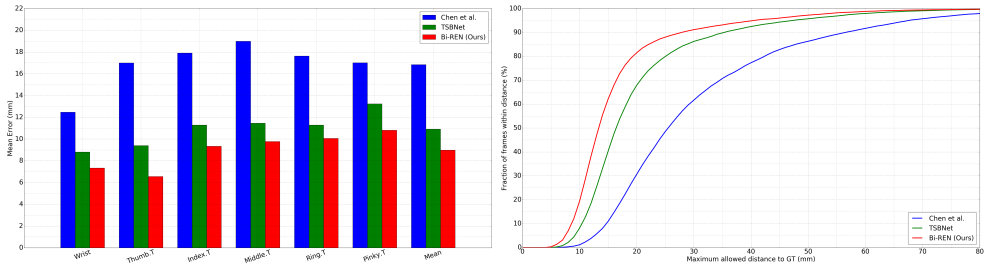 22
20
18
16
14
12
10
8
6
4
2
0
Mean Error (mm)
Chen et al.
TSBNet
Bi-REN (Ours)
Wrist
Thumb.T
Index.T
Middle.T
Ring.T
Pinky.T
Mean
100
90
80
70
60
50
40
30
20
10
0
Fraction of frames within distance (%)
Chen et al.
TSBNet
Bi-REN (Ours)
0 10 20 30 40 50 60 70 80
Maximum allowed distance to GT (mm)